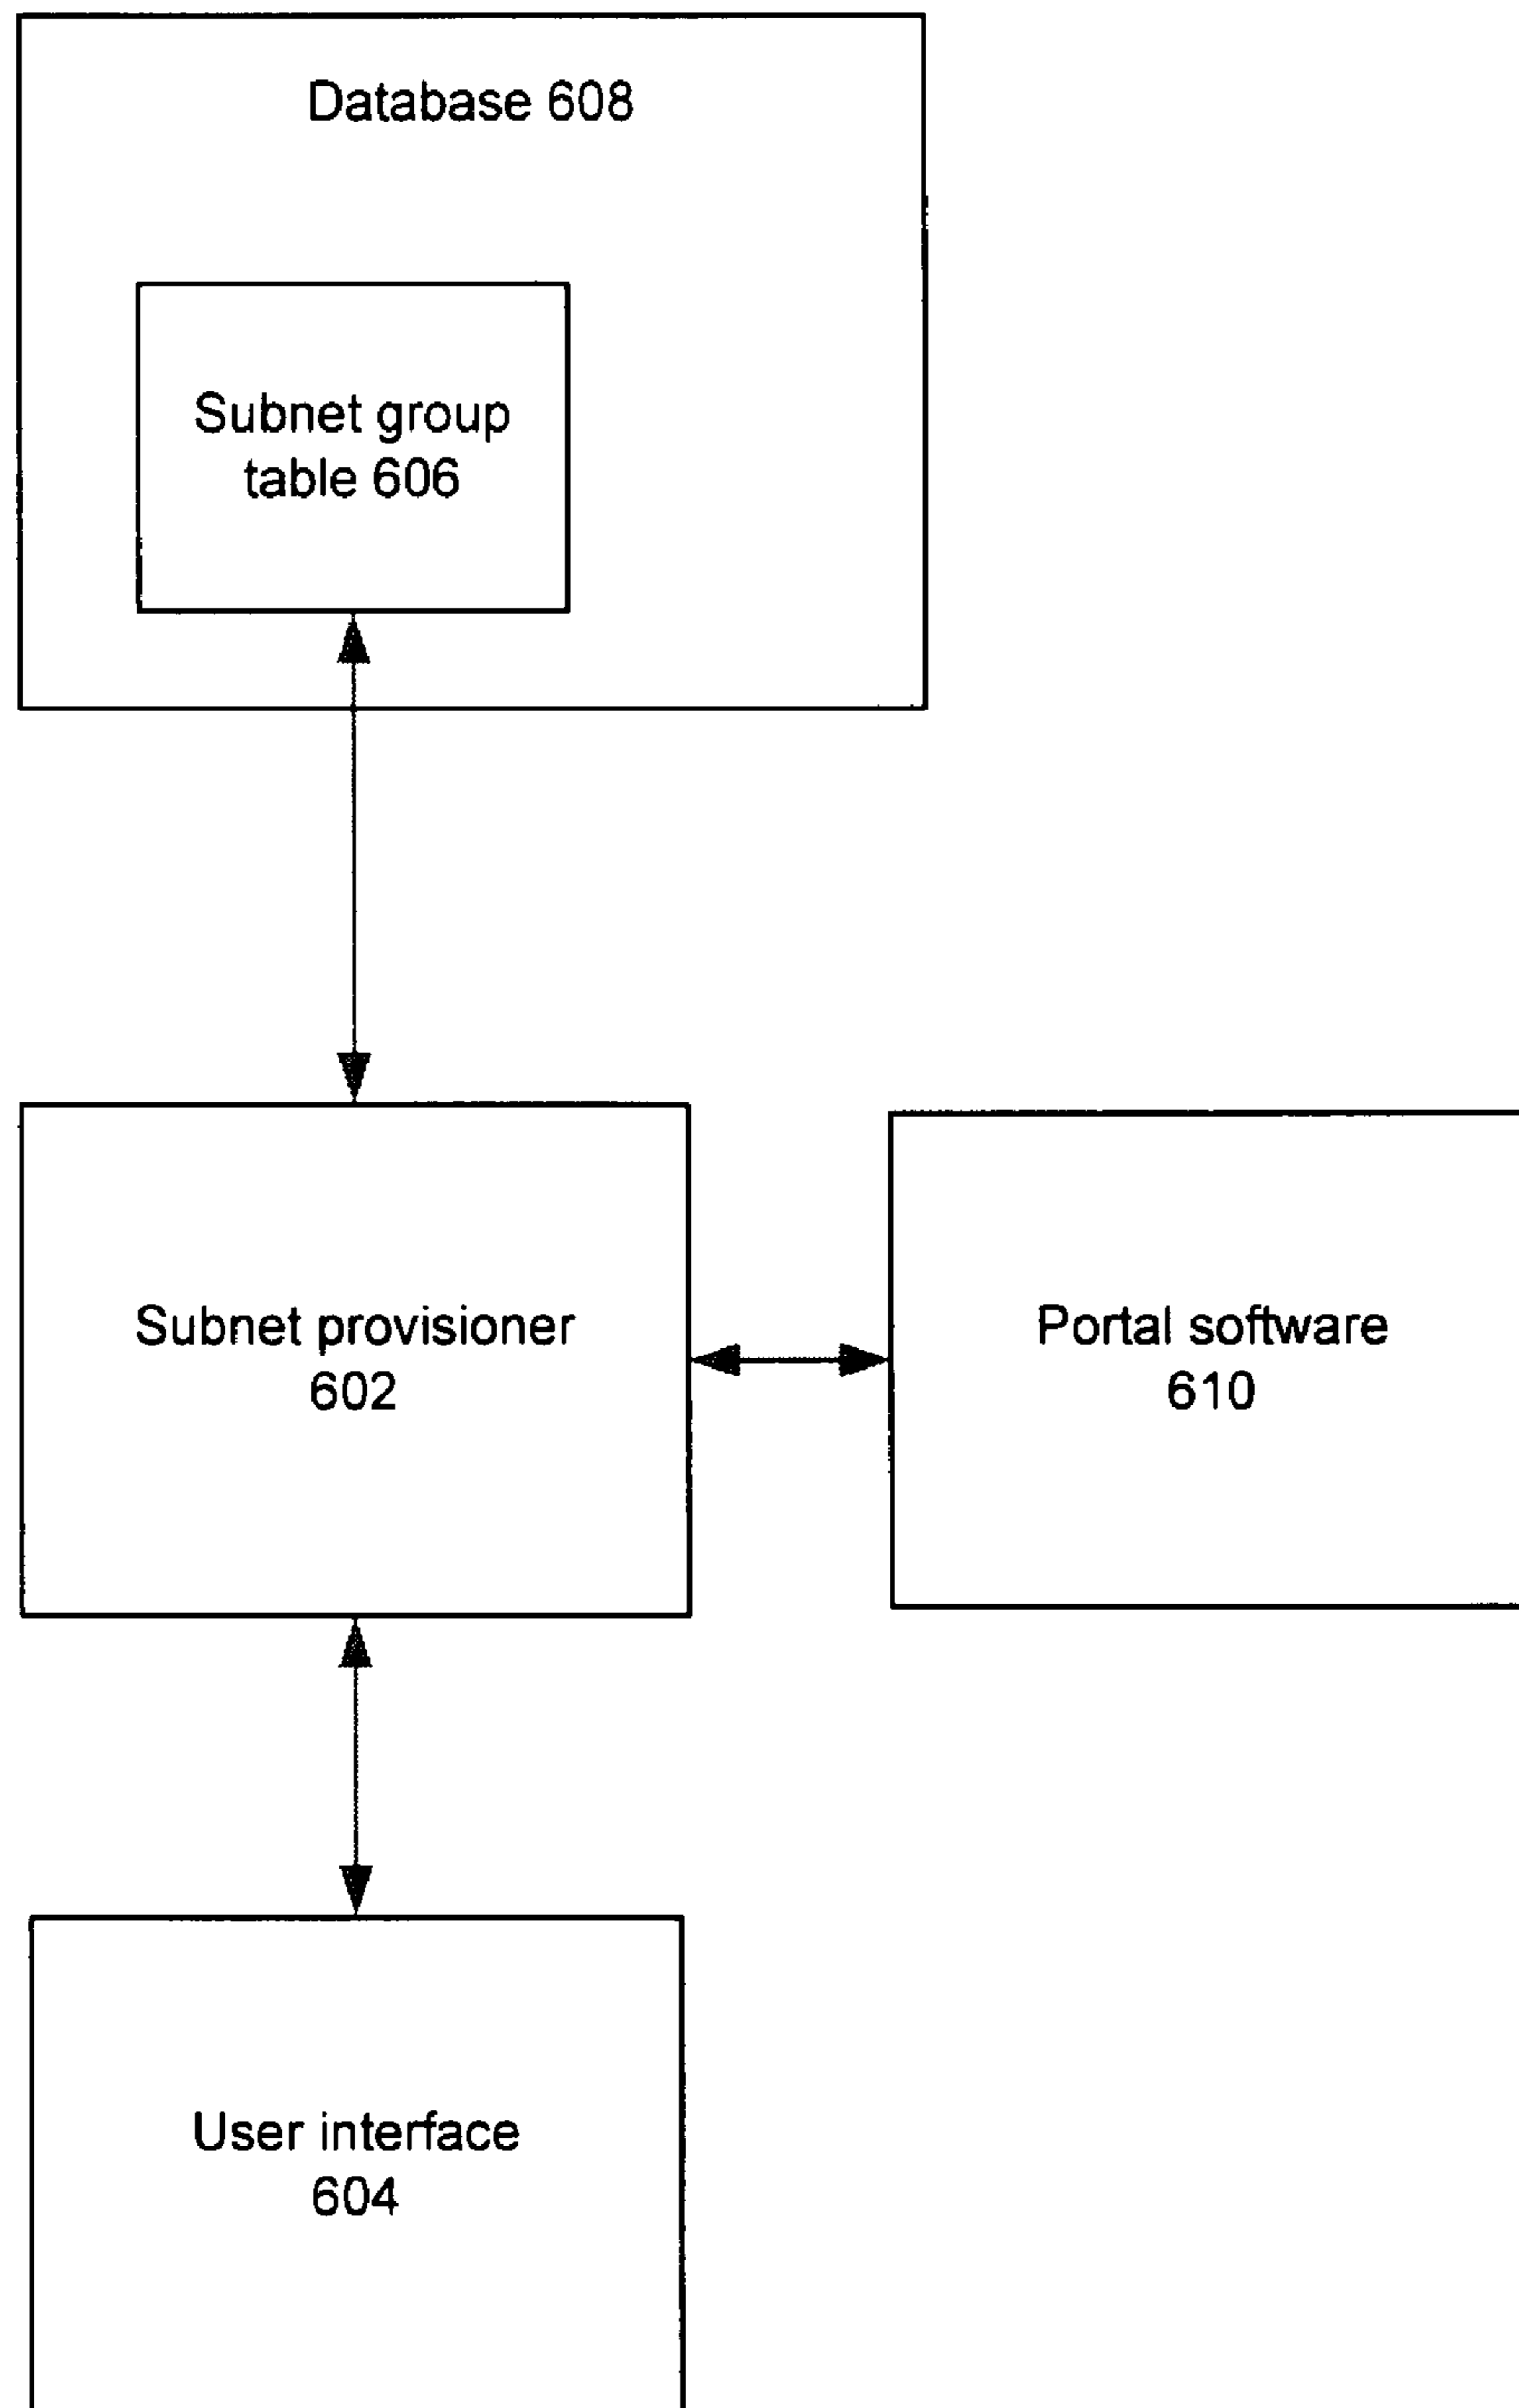 Database 608
Subnet group
table 606
Subnet provisioner
602
Portal software
610
User interface
604